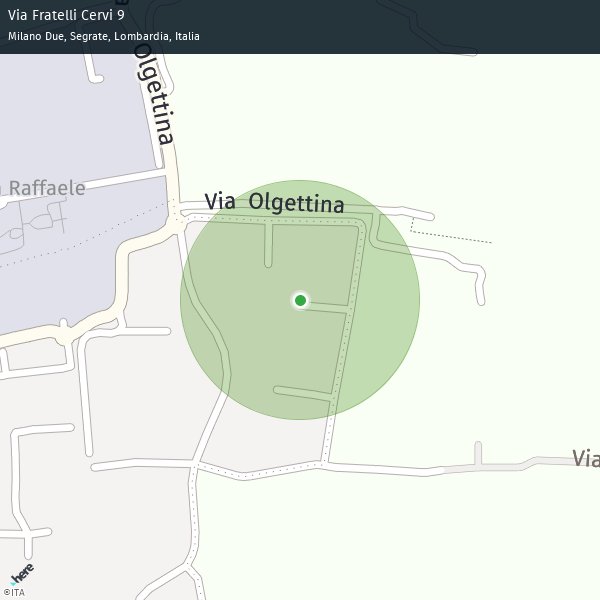 Via Fratelli Cervi 9
Milano Due, Segrate, Lombardia, Italia
Olgettina
Raffaele
Via Olgettina
Via
here
©ITA